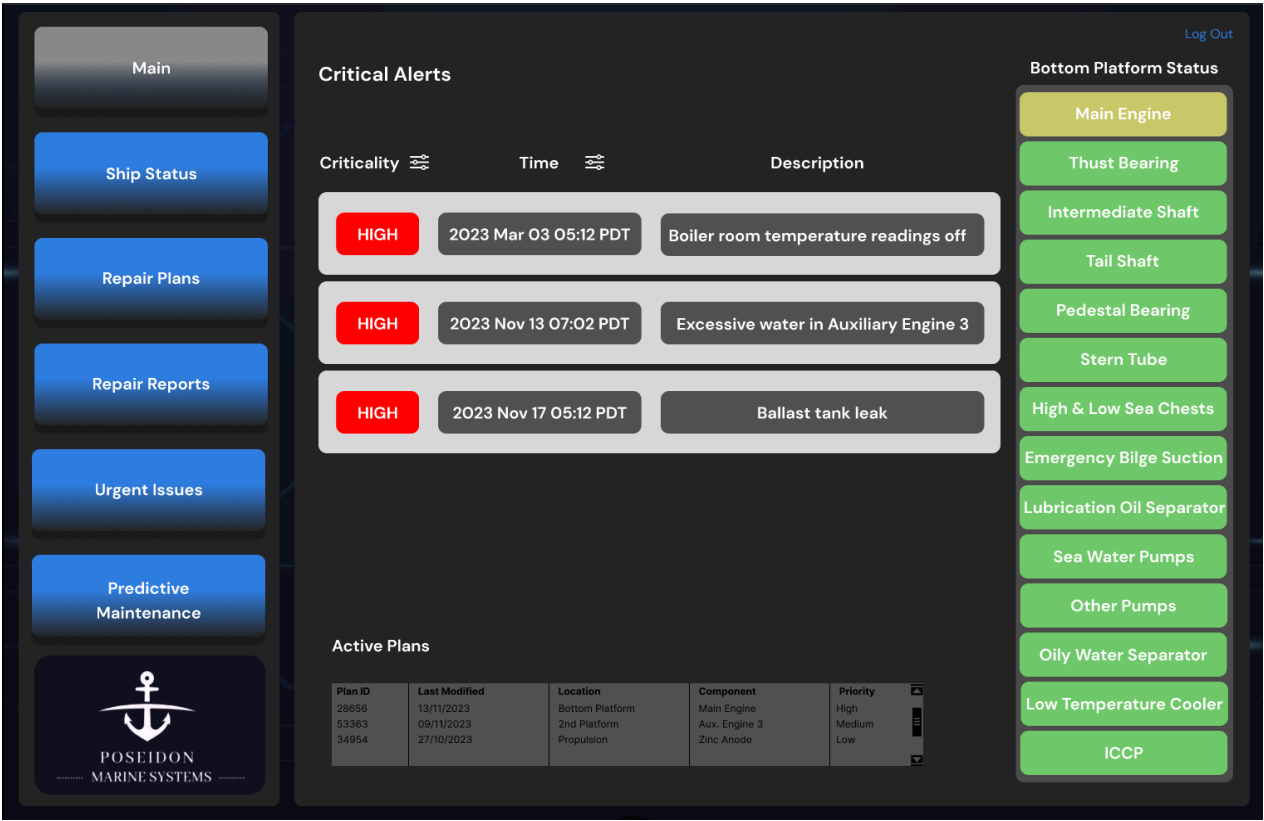 Main
Ship Status
Repair Plans
Repair Reports
Urgent Issues
Predictive
Maintenance
POSEIDON
MARINE SYSTEMS
Log Out
Critical Alerts
Criticality Time Description
HIGH 2023 Mar 03 05:12 PDT Boiler room temperature readings off
HIGH 2023 Nov 13 07:02 PDT Excessive water in Auxiliary Engine 3
HIGH 2023 Nov 17 05:12 PDT Ballast tank leak
Active Plans
Plan ID Last Modified Location Component Priority
28656 13/11/2023 Bottom Platform Main Engine High
53363 09/11/2023 2nd Platform Aux. Engine 3 Medium
34954 27/10/2023 Propulsion Zinc Anode Low
Bottom Platform Status
Main Engine
Thust Bearing
Intermediate Shaft
Tail Shaft
Pedestal Bearing
Stern Tube
High & Low Sea Chests
Emergency Bilge Suction
Lubrication Oil Separator
Sea Water Pumps
Other Pumps
Oily Water Separator
Low Temperature Cooler
ICCP